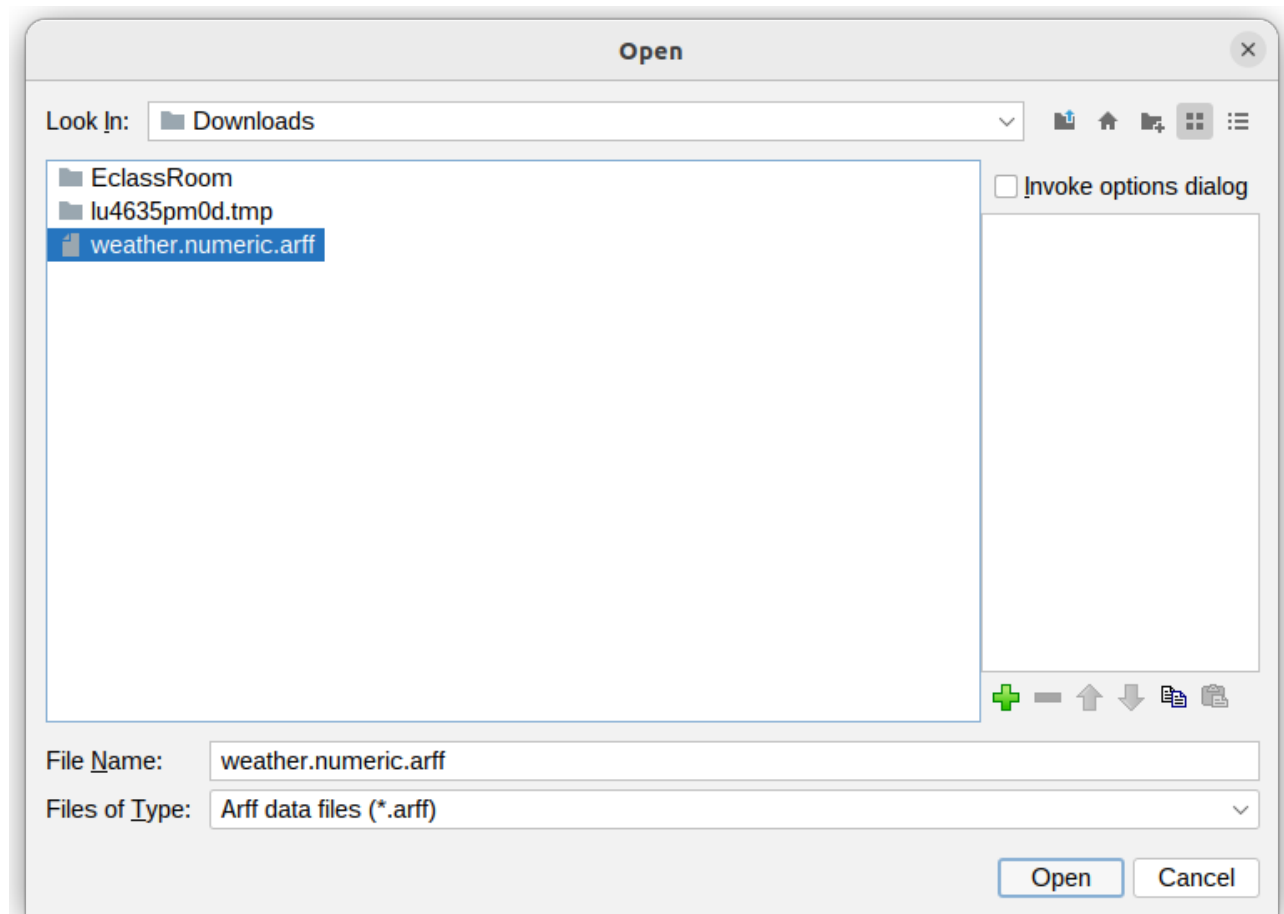 Open
Look In: Downloads
EclassRoom
lu4635pm0d.tmp
weather.numeric.arff
Invoke options dialog
File Name: weather.numeric.arff
Files of Type: Arff data files (*.arff)
Open Cancel